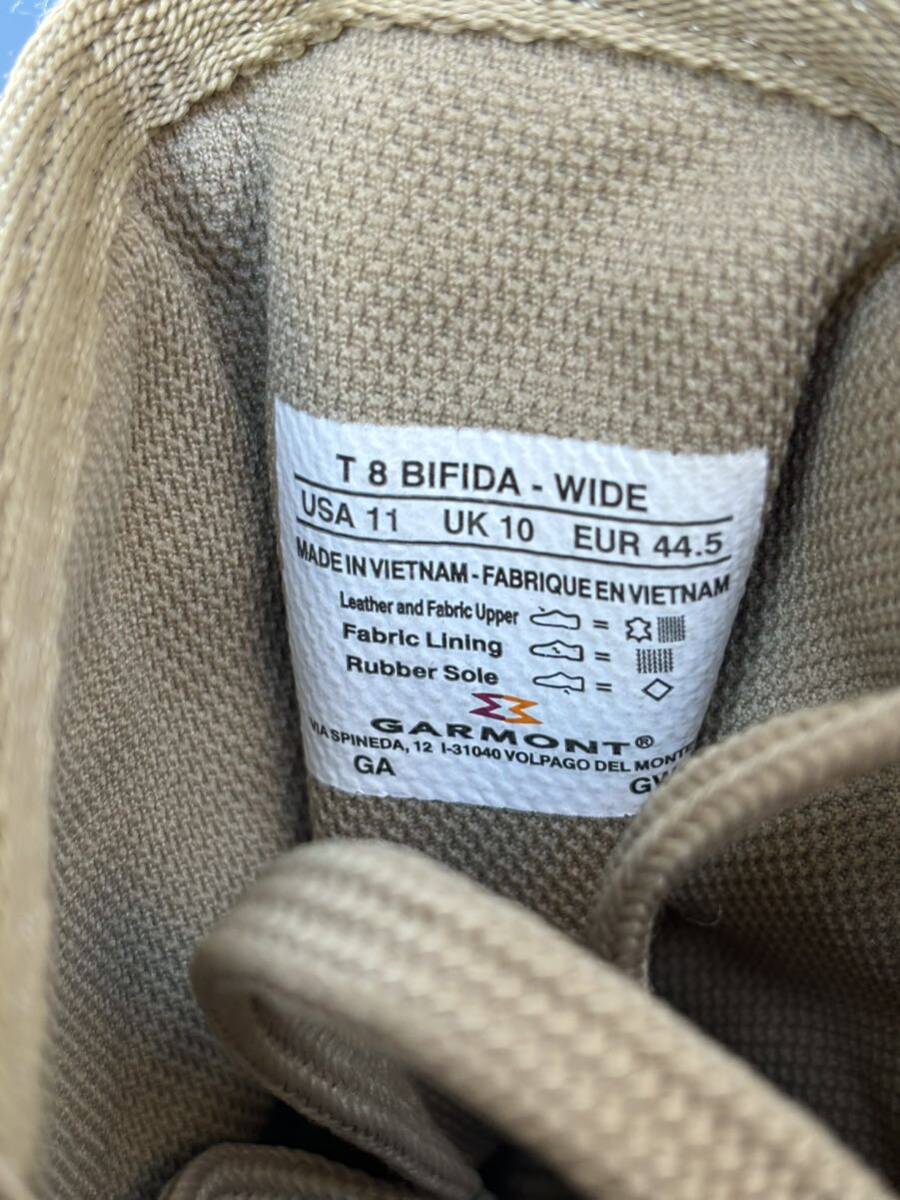 T 8 BIFIDA - WIDE
USA 11 UK 10 EUR 44.5
MADE IN VIETNAM - FABRIQUE EN VIETNAM
Leather and Fabric Upper =
Fabric Lining =
Rubber Sole =
GARMONT®
VIA SPINEDA, 12 I-31040 VOLPAGO DEL
GA